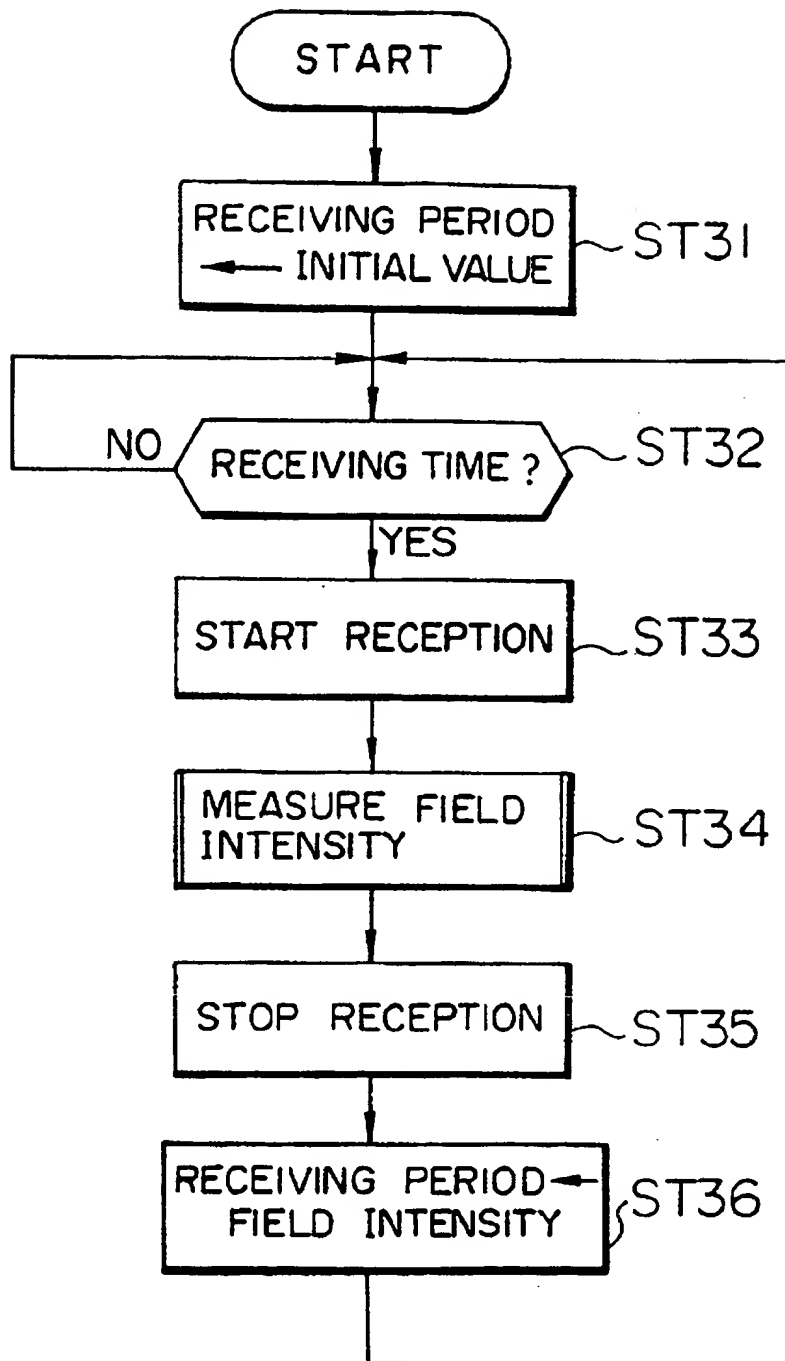 START
RECEIVING PERIOD
← INITIAL VALUE
ST31
NO
RECEIVING TIME ?
ST32
YES
START RECEPTION
ST33
MEASURE FIELD
INTENSITY
ST34
STOP RECEPTION
ST35
RECEIVING PERIOD ←
FIELD INTENSITY
ST36